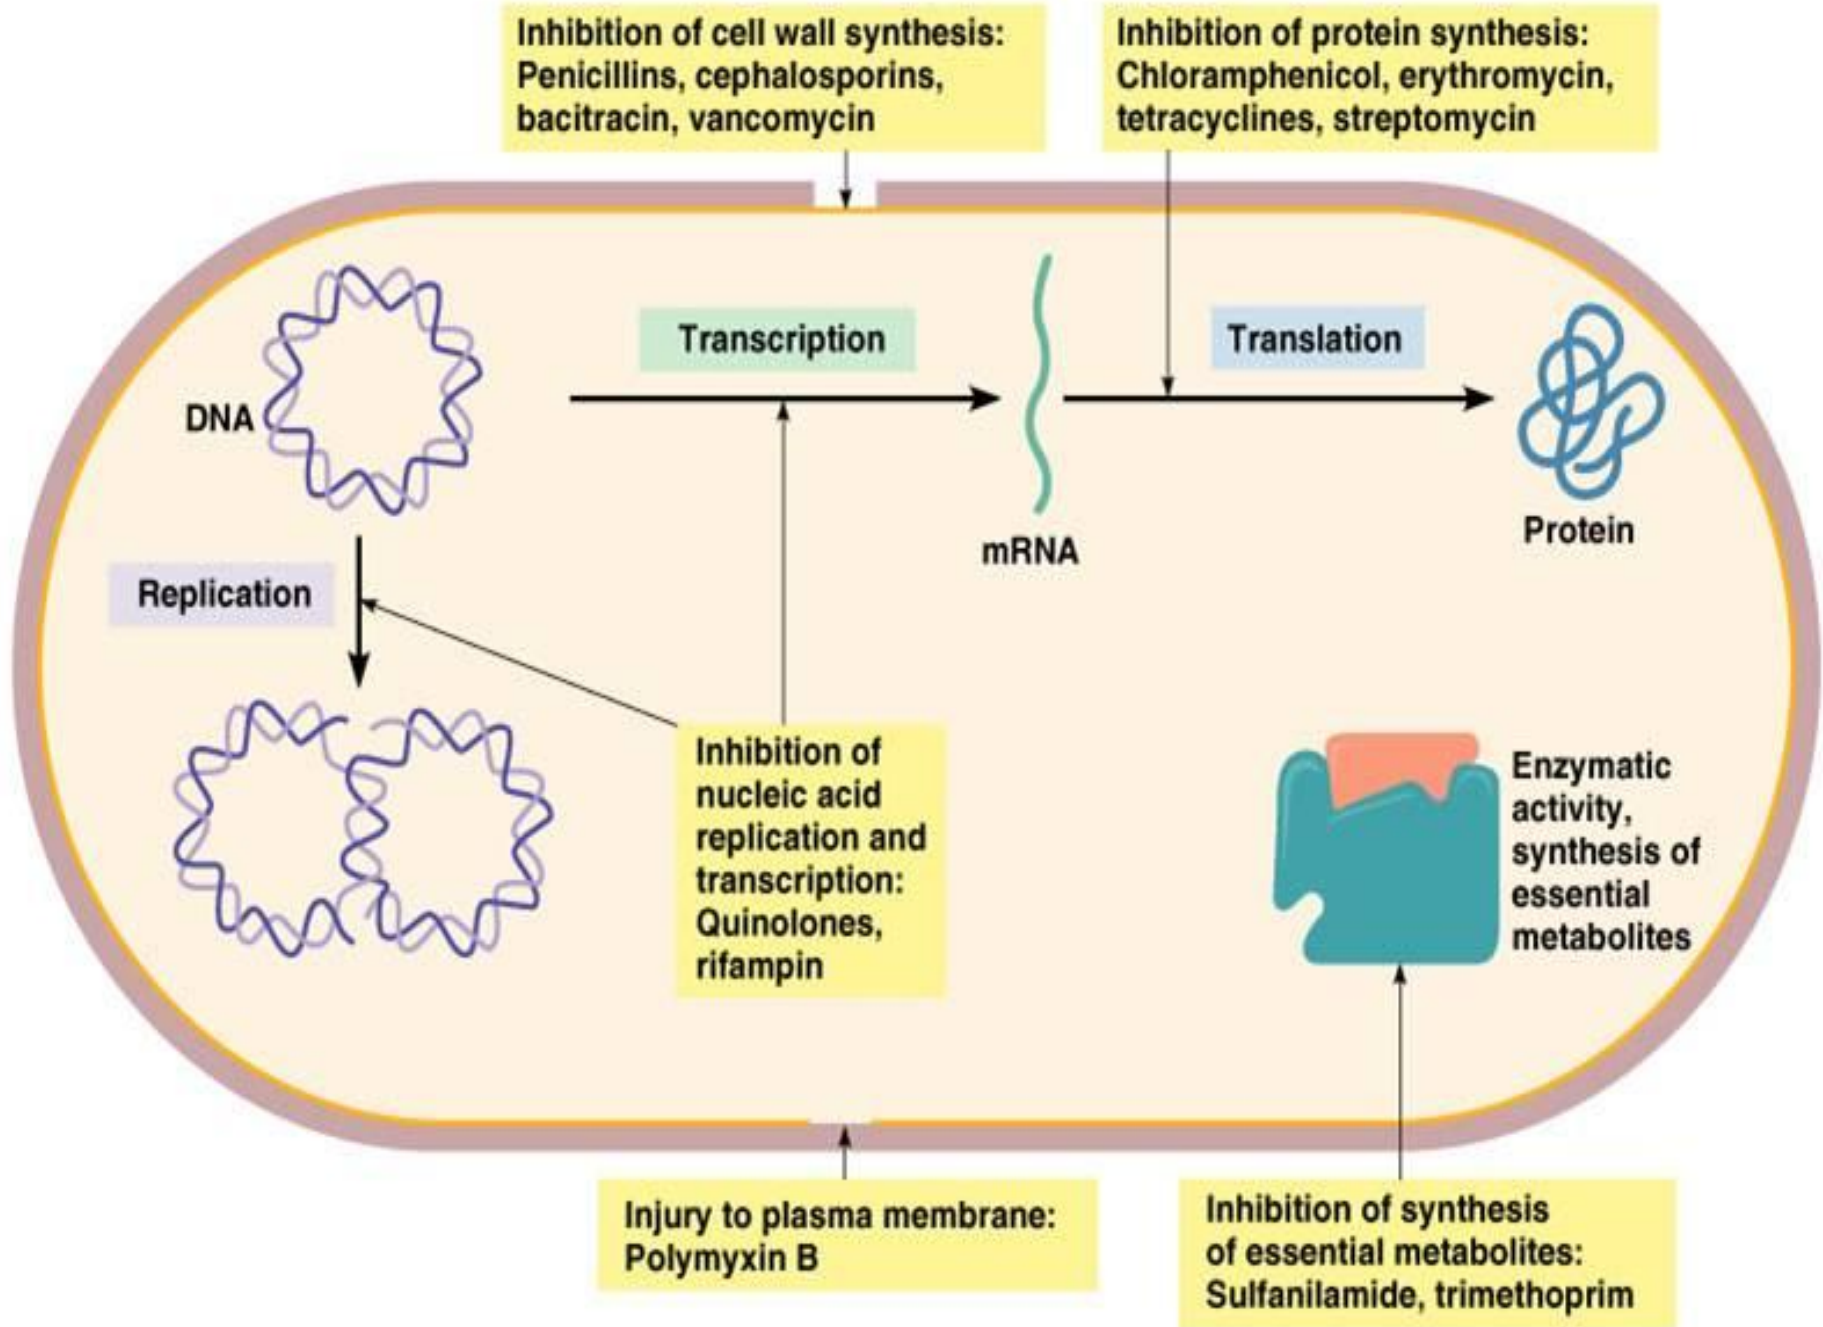 Inhibition of cell wall synthesis:
Penicillins, cephalosporins,
bacitracin, vancomycin
Inhibition of protein synthesis:
Chloramphenicol, erythromycin,
tetracyclines, streptomycin
Transcription
Translation
DNA
mRNA
Protein
Replication
Inhibition of
nucleic acid
replication and
transcription:
Quinolones,
rifampin
Enzymatic
activity,
synthesis of
essential
metabolites
Injury to plasma membrane:
Polymyxin B
Inhibition of synthesis
of essential metabolites:
Sulfanilamide, trimethoprim